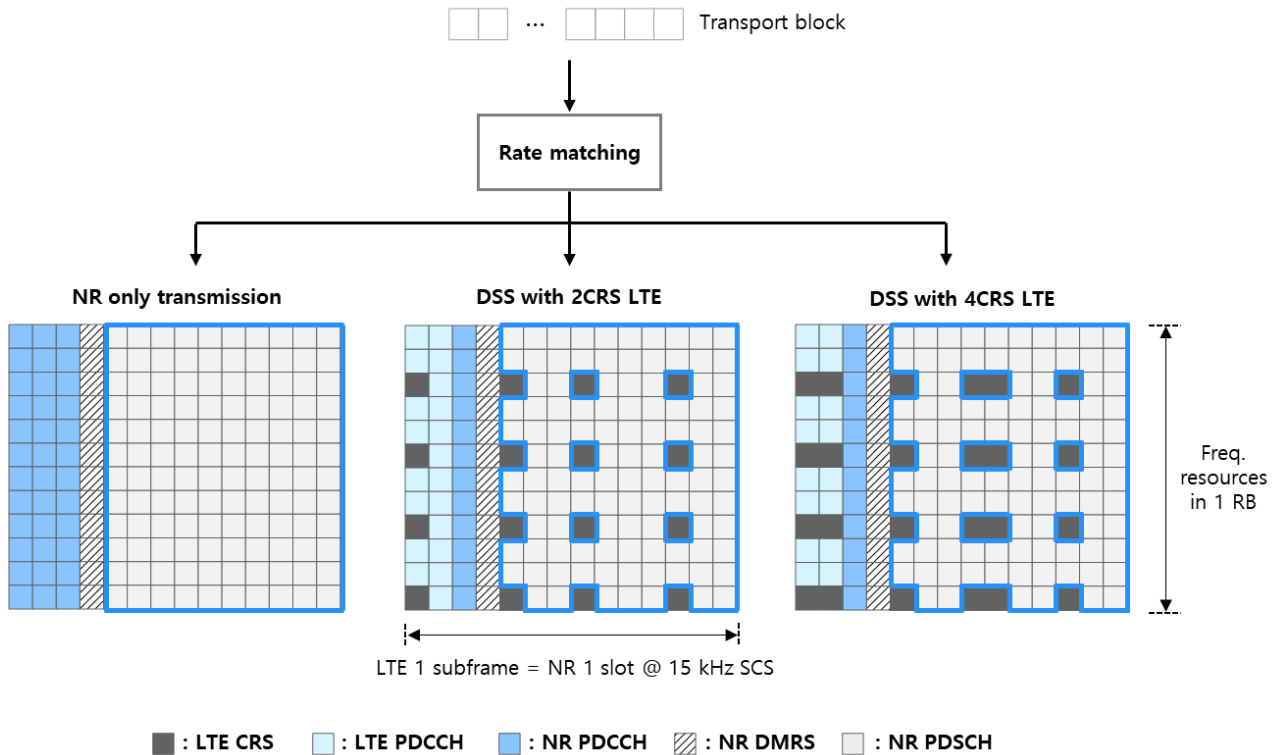 ... Transport block
Rate matching
NR only transmission
DSS with 2CRS LTE
DSS with 4CRS LTE
Freq.
resources
in 1 RB
LTE 1 subframe = NR 1 slot @ 15 kHz SCS
: LTE CRS : LTE PDCCH : NR PDCCH : NR DMRS : NR PDSCH